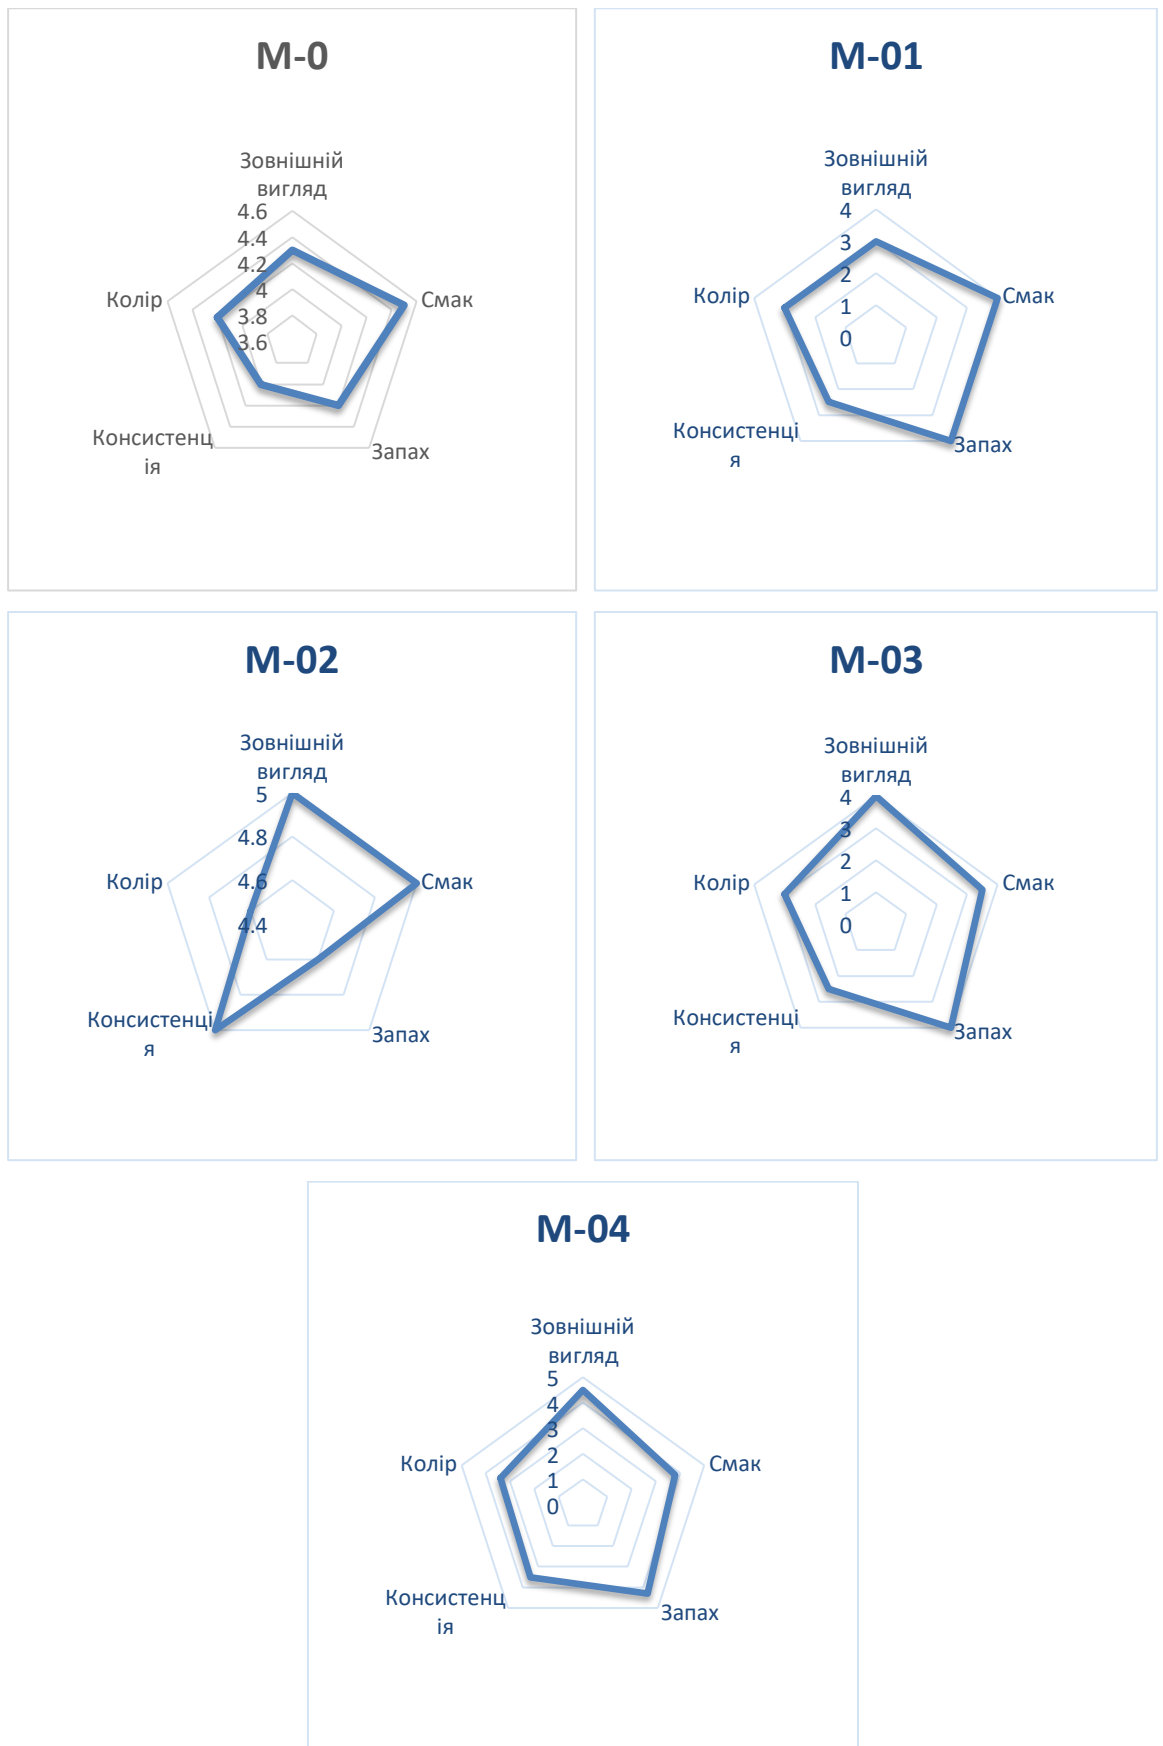 М-0
Зовнішній
вигляд
4.6
4.4
4.2
4
3.8
3.6
Колір
Смак
Консистенц
ія
Запах
М-01
Зовнішній
вигляд
4
3
2
1
0
Колір
Смак
Консистенці
я
Запах
М-02
Зовнішній
вигляд
5
4.8
4.6
4.4
Колір
Смак
Консистенці
я
Запах
М-03
Зовнішній
вигляд
4
3
2
1
0
Колір
Смак
Консистенці
я
Запах
М-04
Зовнішній
вигляд
5
4
3
2
1
0
Колір
Смак
Консистенц
ія
Запах